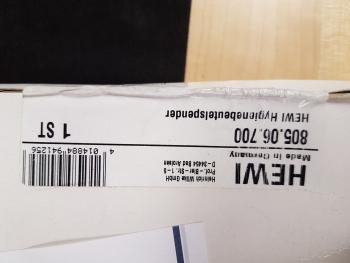 HEWI
Made in Germany
Heinrich Wilke GmbH
Prof. - Bier - Str. 1 - 5
D - 34454 Bad Arolsen
4 014884 941256
805.06.700
HEWI Hygienebeutelspender
1 ST